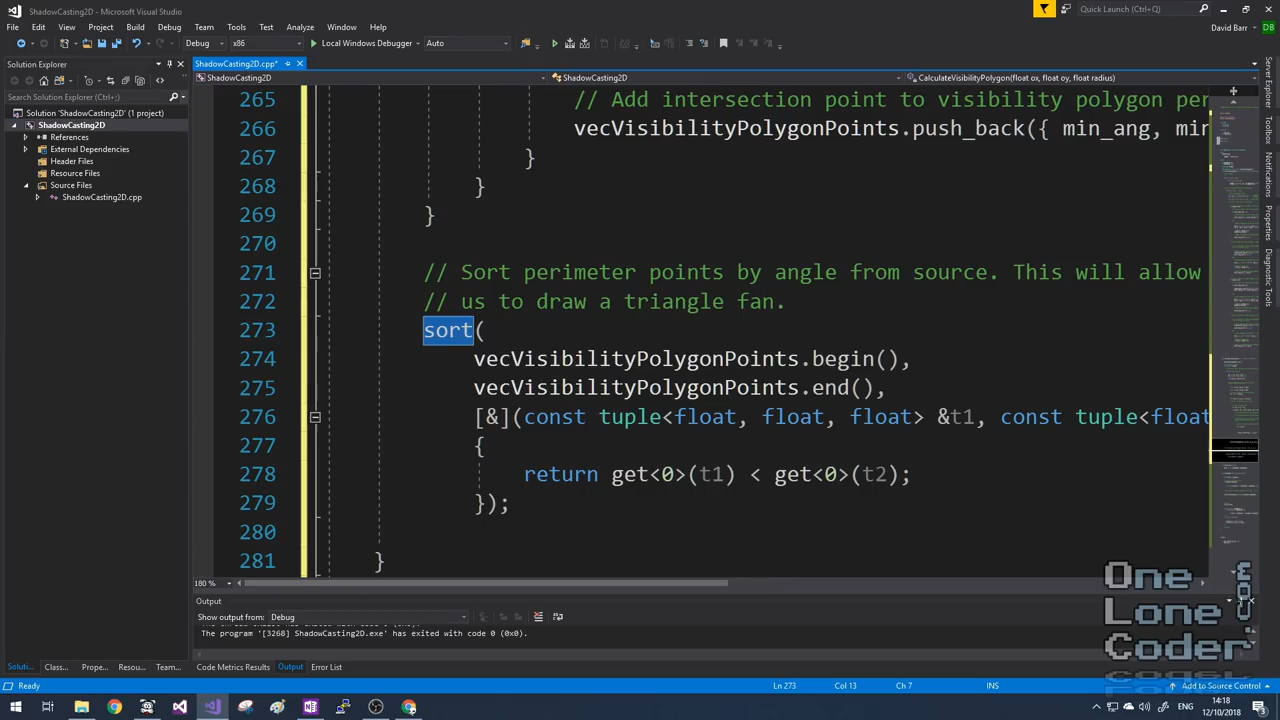 ShadowCasting2D - Microsoft Visual Studio
Quick Launch (Ctrl+Q)
File Edit View Project Build Debug Team Tools Test Analyze Window Help
David Barr DB
Debug x86 Local Windows Debugger Auto
Solution Explorer
ShadowCasting2D.cpp*
ShadowCasting2D
ShadowCasting2D
CalculateVisibilityPolygon(float ox, float oy, float radius)
Search Solution Explorer (Ctrl+;)
Solution 'ShadowCasting2D' (1 project)
ShadowCasting2D
References
External Dependencies
Header Files
Resource Files
Source Files
ShadowCasting2D.cpp
265 // Add intersection point to visibility polygon per
266 vecVisibilityPolygonPoints.push_back({ min_ang, mir
267 }
268 }
269 }
270
271 // Sort perimeter points by angle from source. This will allow
272 // us to draw a triangle fan.
273 sort(
274 vecVisibilityPolygonPoints.begin(),
275 vecVisibilityPolygonPoints.end(),
276 [&](const tuple<float, float, float> &t1, const tuple<float
277 {
278 return get<0>(t1) < get<0>(t2);
279 });
280
281 }
180 %
Server Explorer
Toolbox
Notifications
Properties
Diagnostic Tools
Output
Show output from: Debug
The program '[3268] ShadowCasting2D.exe' has exited with code 0 (0x0).
Soluti... Class... Prope... Resou... Team...
Code Metrics Results Output Error List
Ready
Ln 273 Col 13 Ch 7 INS
Add to Source Control
One
Lone
Coder
ENG
14:18
12/10/2018